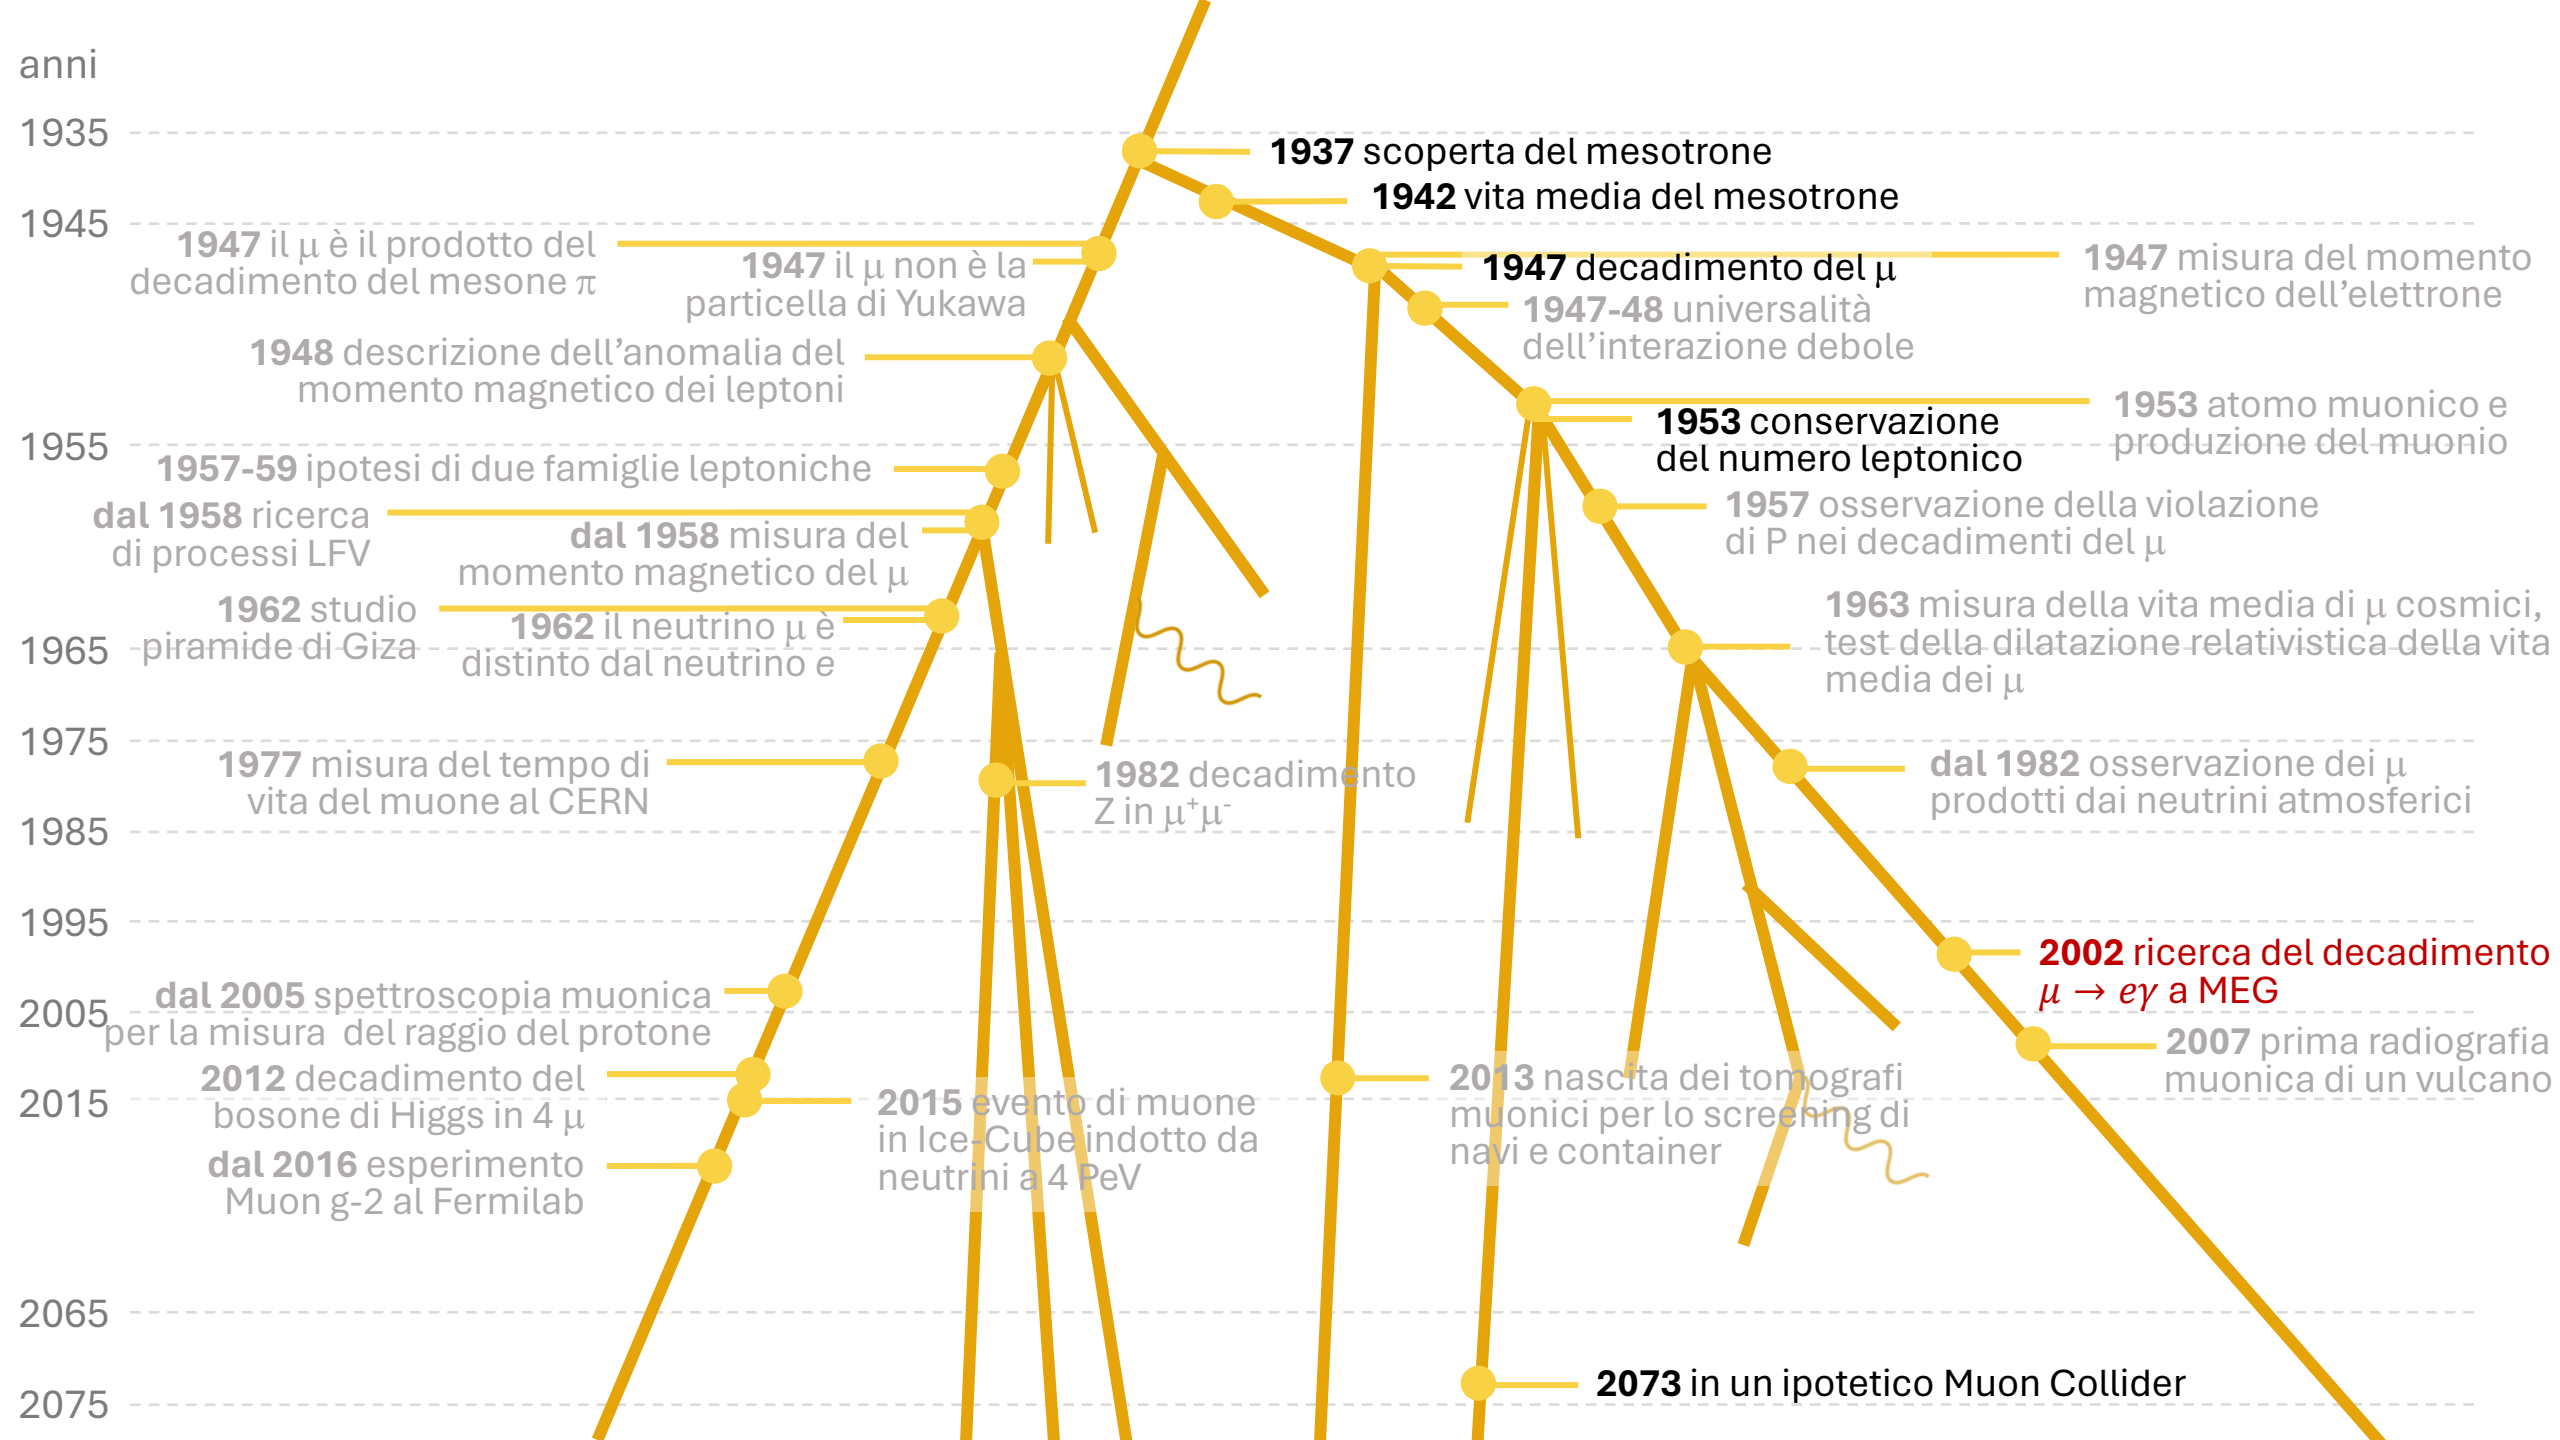 anni
1935
1937 scoperta del mesotrone
1942 vita media del mesotrone
1945
1947 il μ è il prodotto del
decadimento del mesone π
1947 il μ non è la
particella di Yukawa
1947 decadimento del μ
1947 misura del momento
magnetico dell'elettrone
1947-48 universalità
dell'interazione debole
1948 descrizione dell'anomalia del
momento magnetico dei leptoni
1953 conservazione
del numero leptonico
1953 atomo muonico e
produzione del muonio
1955
1957-59 ipotesi di due famiglie leptoniche
dal 1958 ricerca
di processi LFV
dal 1958 misura del
momento magnetico del μ
1957 osservazione della violazione
di P nei decadimenti del μ
1962 studio
piramide di Giza
1962 il neutrino μ è
distinto dal neutrino e
1963 misura della vita media di μ cosmici,
test della dilatazione relativistica della vita
media dei μ
1965
1975
1977 misura del tempo di
vita del muone al CERN
1982 decadimento
Z in μ⁺μ⁻
dal 1982 osservazione dei μ
prodotti dai neutrini atmosferici
1985
1995
2002 ricerca del decadimento
μ → eγ a MEG
dal 2005 spettroscopia muonica
per la misura  del raggio del protone
2005
2007 prima radiografia
muonica di un vulcano
2012 decadimento del
bosone di Higgs in 4 μ
2015 evento di muone
in Ice-Cube indotto da
neutrini a 4 PeV
2013 nascita dei tomografi
muonici per lo screening di
navi e container
2015
dal 2016 esperimento
Muon g-2 al Fermilab
2065
2073 in un ipotetico Muon Collider
2075